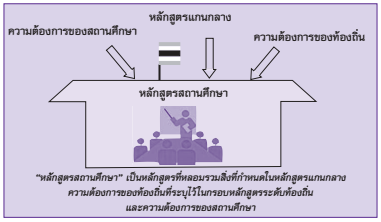 หลักสูตรแกนกลาง
ความต้องการของสถานศึกษา
ความต้องการของท้องถิ่น
หลักสูตรสถานศึกษา
"หลักสูตรสถานศึกษา" เป็นหลักสูตรที่หลอมรวมสิ่งที่กำหนดในหลักสูตรแกนกลาง
ความต้องการของท้องถิ่นที่ระบุไว้ในกรอบหลักสูตรระดับท้องถิ่น
และความต้องการของสถานศึกษา